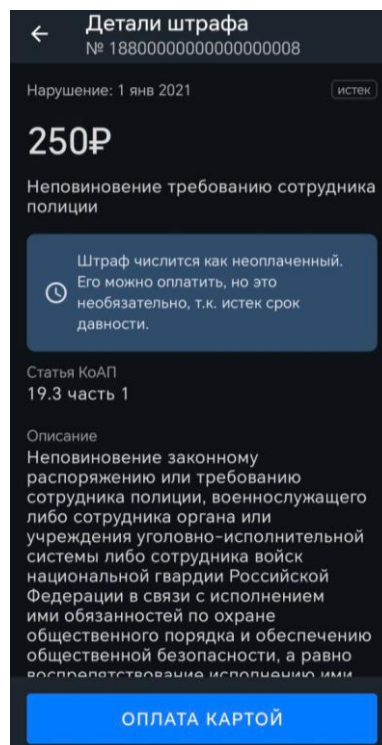 Детали штрафа
№ 18800000000000000008
Нарушение: 1 янв 2021
истек
250₽
Неповиновение требованию сотрудника
полиции
Штраф числится как неоплаченный.
Его можно оплатить, но это
необязательно, т.к. истек срок
давности.
Статья КоАП
19.3 часть 1
Описание
Неповиновение законному
распоряжению или требованию
сотрудника полиции, военнослужащего
либо сотрудника органа или
учреждения уголовно-исполнительной
системы либо сотрудника войск
национальной гвардии Российской
Федерации в связи с исполнением
ими обязанностей по охране
общественного порядка и обеспечению
общественной безопасности, а равно
воспрепятствование исполнению ими
ОПЛАТА КАРТОЙ